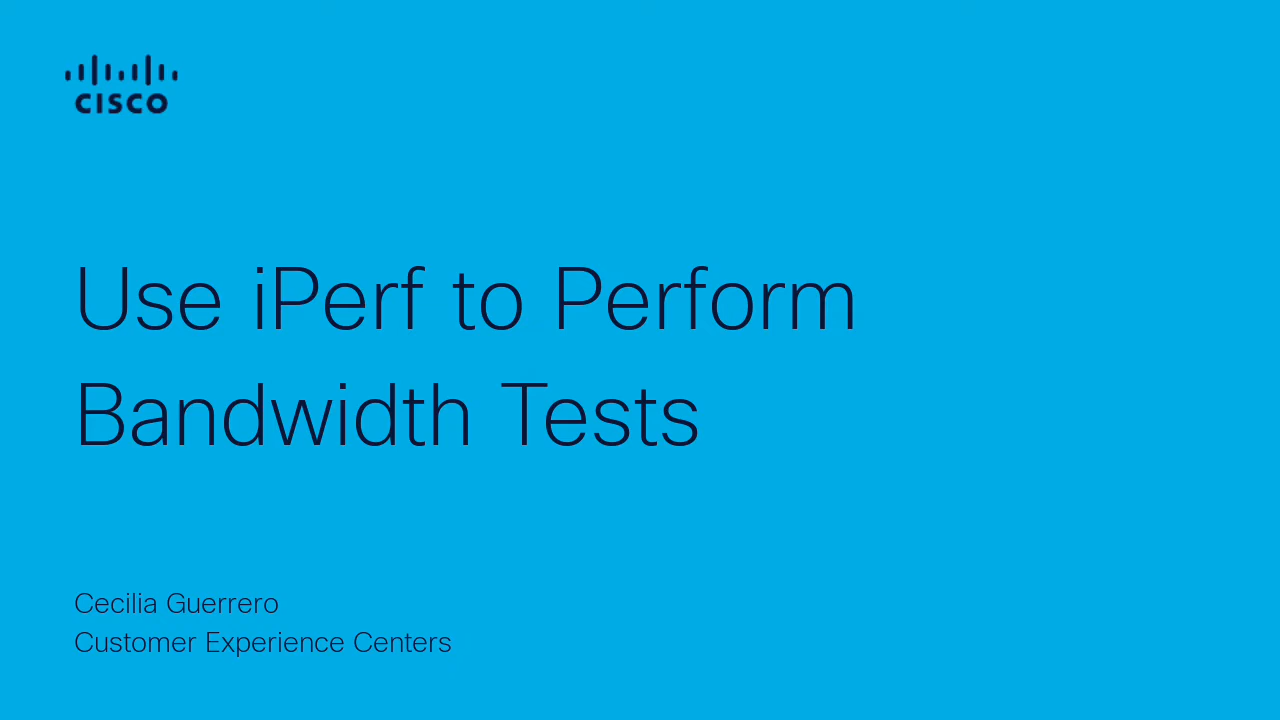 CISCO
Use iPerf to Perform
Bandwidth Tests
Cecilia Guerrero
Customer Experience Centers